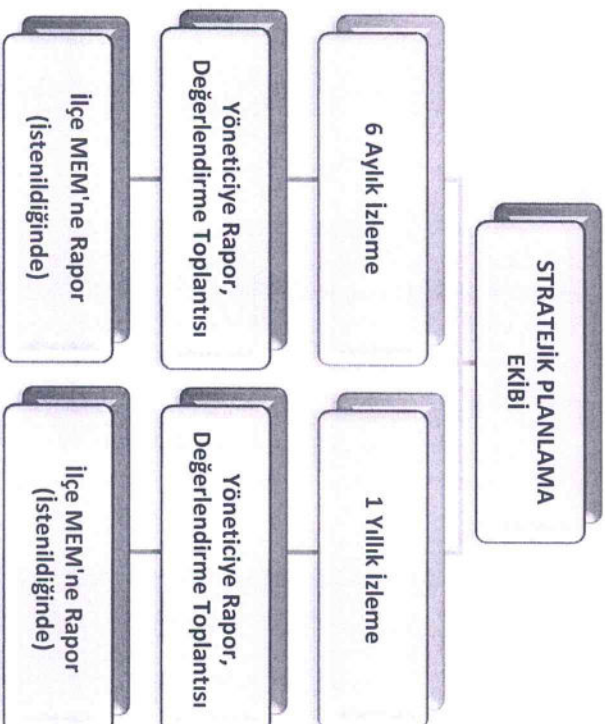 STRATEJİK PLANLAMA
EKİBİ
6 Aylık İzleme
Yöneticiye Rapor,
Değerlendirme Toplantısı
İlçe MEM'ne Rapor
(İstenildiğinde)
1 Yıllık İzleme
Yöneticiye Rapor,
Değerlendirme Toplantısı
İlçe MEM'ne Rapor
(İstenildiğinde)